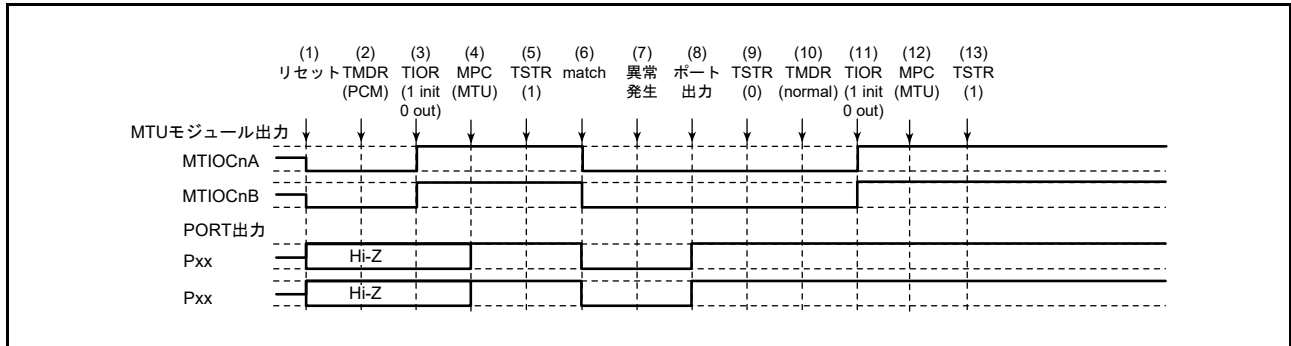 (1) (2) (3) (4) (5) (6) (7) (8) (9) (10) (11) (12) (13)
リセット TMDR TIOR MPC TSTR match 異常 ポート TSTR TMDR TIOR MPC TSTR
(PCM) (1 init (MTU) (1) 発生 出力 (0) (normal) (1 init (MTU) (1)
0 out) 0 out)
MTUモジュール出力
MTIOCnA
MTIOCnB
PORT出力
Pxx Hi-Z
Pxx Hi-Z